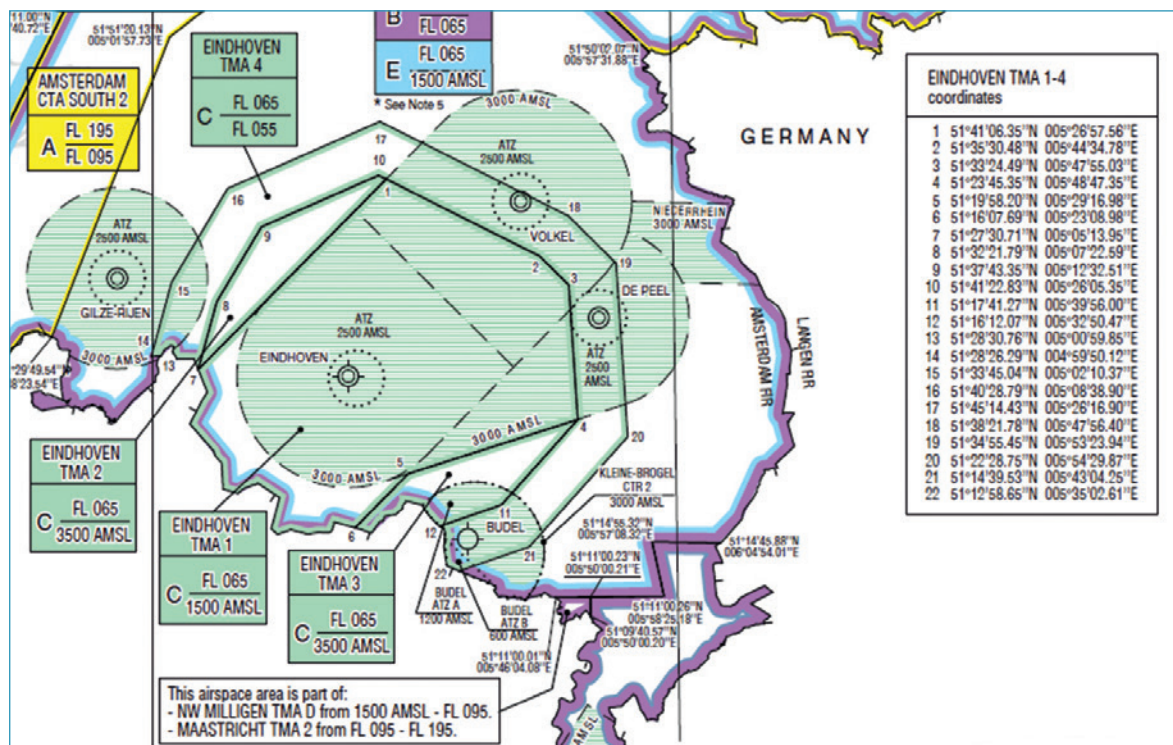 11.00"N
'40.72"E
51°51'20.13"N
005°01'57.73"E
EINDHOVEN
TMA 4
C FL 065
FL 055
AMSTERDAM
CTA SOUTH 2
A FL 195
FL 095
B
FL 065
E FL 065
1500 AMSL
* See Note 5
51°50'02.07"N
005°57'31.88"E
GERMANY
3000 AMSL
ATZ
2500 AMSL
VOLKEL
NIEDERRHEIN
3000 AMSL
ATZ
2500 AMSL
GILZE-RIJEN
3000 AMSL
°29'49.54"N
8'23.54"E
17
10
1
16
9
18
2
3
19
DE PEEL
15
8
14
13
7
ATZ
2500 AMSL
EINDHOVEN
ATZ
2500
AMSL
AMSTERDAM FIR
LANGEN FIR
3000 AMSL
3000 AMSL
4
20
5
6
KLEINE-BROGEL
CTR 2
3000 AMSL
11
BUDEL
12
21
22
BUDEL
ATZ A
1200 AMSL
BUDEL
ATZ B
600 AMSL
51°14'55.32"N
005°57'08.32"E
51°11'00.23"N
005°50'00.21"E
51°14'45.88"N
006°04'54.01"E
51°11'00.26"N
005°58'25.18"E
51°09'40.57"N
005°50'00.20"E
51°11'00.01"N
005°46'04.08"E
EINDHOVEN
TMA 2
C FL 065
3500 AMSL
EINDHOVEN
TMA 1
C FL 065
1500 AMSL
EINDHOVEN
TMA 3
C FL 065
3500 AMSL
This airspace area is part of:
- NW MILLIGEN TMA D from 1500 AMSL - FL 095.
- MAASTRICHT TMA 2 from FL 095 - FL 195.
AMSL
EINDHOVEN TMA 1-4
coordinates
1 51°41'06.35"N 005°26'57.56"E
2 51°35'30.48"N 005°44'34.78"E
3 51°33'24.49"N 005°47'55.03"E
4 51°23'45.35"N 005°48'47.35"E
5 51°19'58.20"N 005°29'16.98"E
6 51°16'07.69"N 005°23'08.98"E
7 51°27'30.71"N 005°05'13.95"E
8 51°32'21.79"N 005°07'22.59"E
9 51°37'43.35"N 005°12'32.51"E
10 51°41'22.83"N 005°26'05.35"E
11 51°17'41.27"N 005°39'56.00"E
12 51°16'12.07"N 005°32'50.47"E
13 51°28'30.76"N 005°00'59.85"E
14 51°28'26.29"N 004°59'50.12"E
15 51°33'45.04"N 005°02'10.37"E
16 51°40'28.79"N 005°08'38.90"E
17 51°45'14.43"N 005°26'16.90"E
18 51°38'21.78"N 005°47'56.40"E
19 51°34'55.45"N 005°53'23.94"E
20 51°22'28.75"N 005°54'29.87"E
21 51°14'39.53"N 005°43'04.25"E
22 51°12'58.65"N 005°35'02.61"E